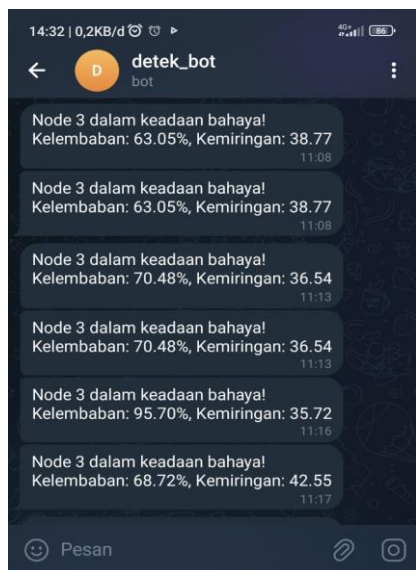 14:32 | 0,2KB/d
4G+
86
D
detek_bot
bot
Node 3 dalam keadaan bahaya!
Kelembaban: 63.05%, Kemiringan: 38.77
11:08
Node 3 dalam keadaan bahaya!
Kelembaban: 63.05%, Kemiringan: 38.77
11:08
Node 3 dalam keadaan bahaya!
Kelembaban: 70.48%, Kemiringan: 36.54
11:13
Node 3 dalam keadaan bahaya!
Kelembaban: 70.48%, Kemiringan: 36.54
11:13
Node 3 dalam keadaan bahaya!
Kelembaban: 95.70%, Kemiringan: 35.72
11:16
Node 3 dalam keadaan bahaya!
Kelembaban: 68.72%, Kemiringan: 42.55
11:17
Pesan